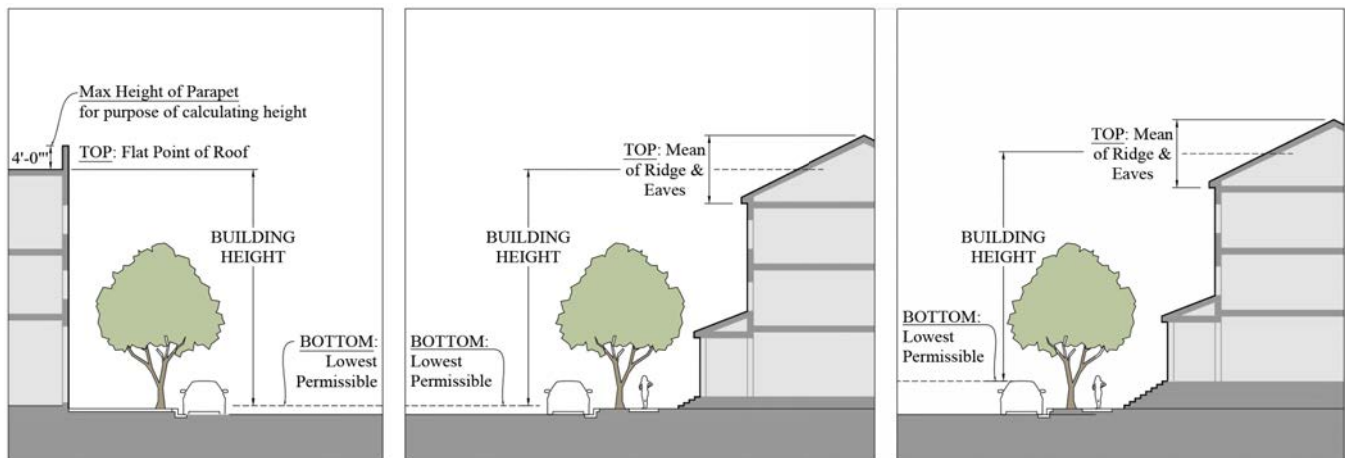 Max Height of Parapet
for purpose of calculating height
4'-0"'
TOP: Flat Point of Roof
BUILDING
HEIGHT
BOTTOM:
Lowest
Permissible
TOP: Mean
of Ridge &
Eaves
BUILDING
HEIGHT
BOTTOM:
Lowest
Permissible
TOP: Mean
of Ridge &
Eaves
BUILDING
HEIGHT
BOTTOM:
Lowest
Permissible